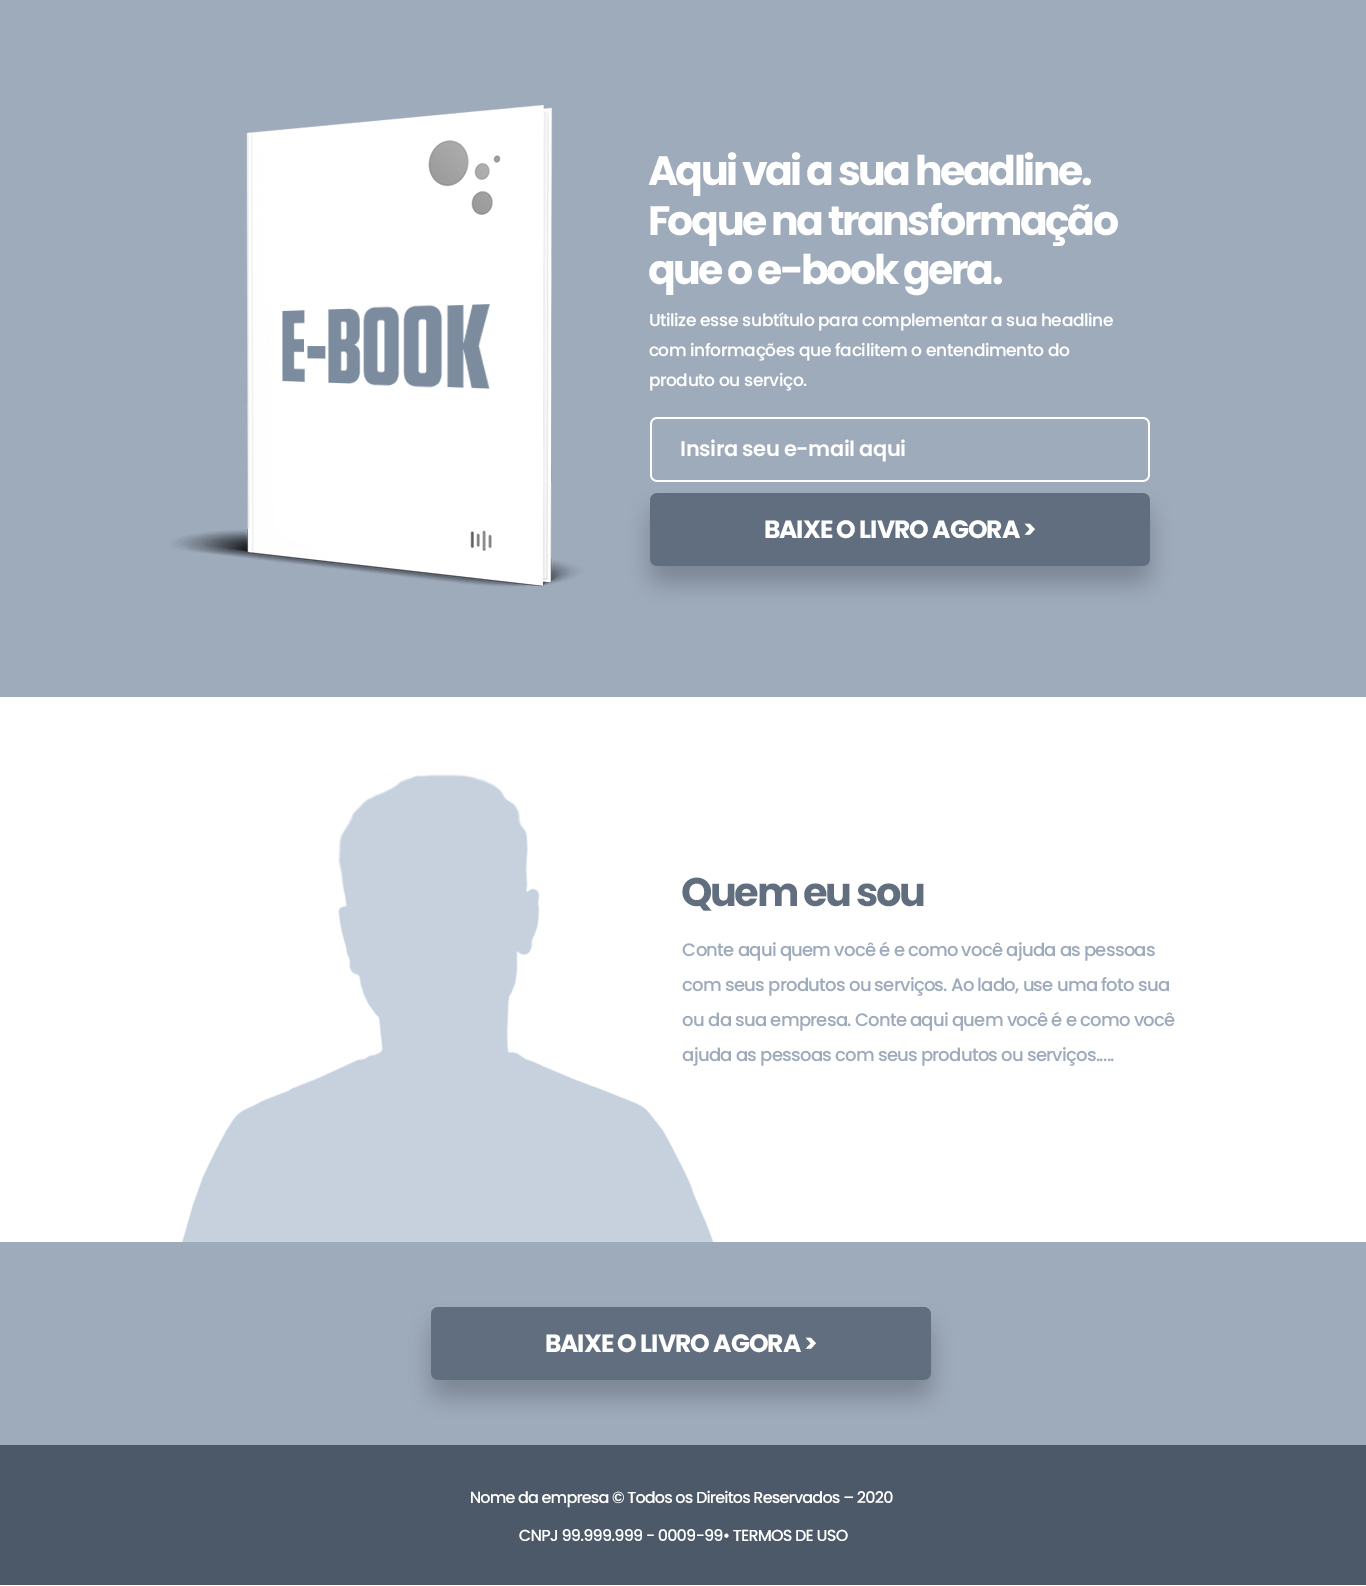 E-BOOK
Aqui vai a sua headline.
Foque na transformação
que o e-book gera.
Utilize esse subtítulo para complementar a sua headline
com informações que facilitem o entendimento do
produto ou serviço.
Insira seu e-mail aqui
BAIXE O LIVRO AGORA >
Quem eu sou
Conte aqui quem você é e como você ajuda as pessoas
com seus produtos ou serviços. Ao lado, use uma foto sua
ou da sua empresa. Conte aqui quem você é e como você
ajuda as pessoas com seus produtos ou serviços.....
BAIXE O LIVRO AGORA >
Nome da empresa © Todos os Direitos Reservados – 2020
CNPJ 99.999.999 - 0009-99• TERMOS DE USO